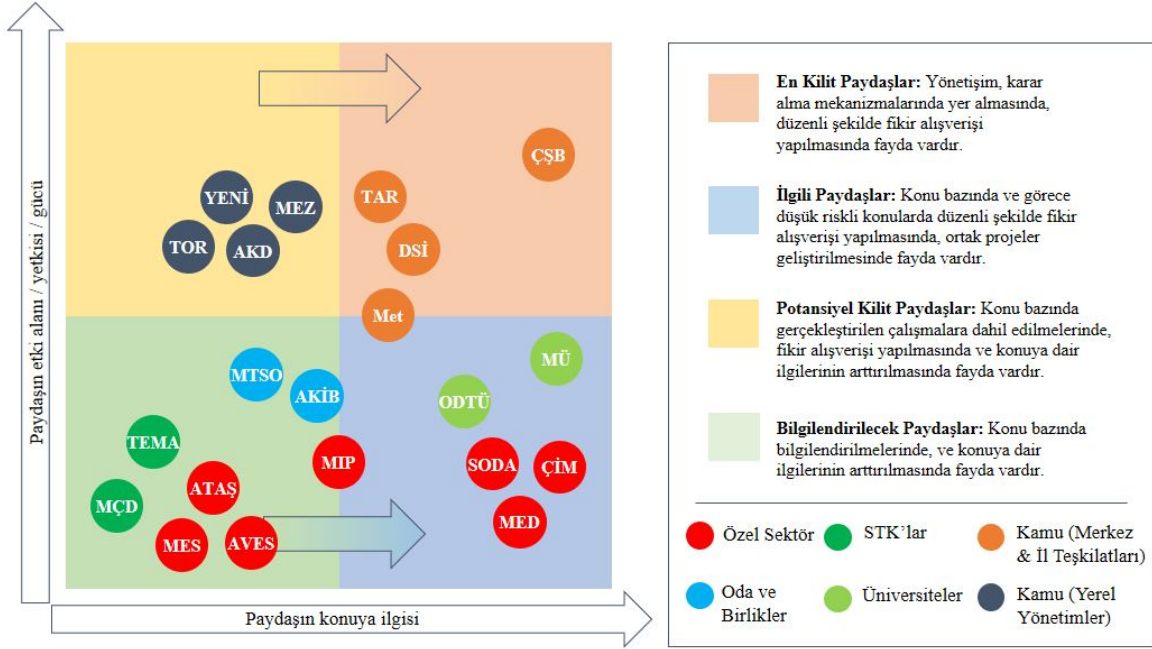 Paydaşın etki alanı / yetkisi / gücü
ÇŞB
YENİ
MEZ
TAR
TOR
AKD
DSİ
Met
MTSO
AKİB
MÜ
ODTÜ
TEMA
MIP
SODA
ÇİM
ATAŞ
MÇD
MED
MES
AVES
Paydaşın konuya ilgisi
En Kilit Paydaşlar: Yönetişim, karar
alma mekanizmalarında yer almasında,
düzenli şekilde fikir alışverişi
yapılmasında fayda vardır.
İlgili Paydaşlar: Konu bazında ve görece
düşük riskli konularda düzenli şekilde fikir
alışverişi yapılmasında, ortak projeler
geliştirilmesinde fayda vardır.
Potansiyel Kilit Paydaşlar: Konu bazında
gerçekleştirilen çalışmalara dahil edilmelerinde,
fikir alışverişi yapılmasında ve konuya dair
ilgilerinin arttırılmasında fayda vardır.
Bilgilendirilecek Paydaşlar: Konu bazında
bilgilendirilmelerinde, ve konuya dair
ilgilerinin arttırılmasında fayda vardır.
Özel Sektör
STK’lar
Kamu (Merkez
& İl Teşkilatları)
Oda ve
Birlikler
Üniversiteler
Kamu (Yerel
Yönetimler)